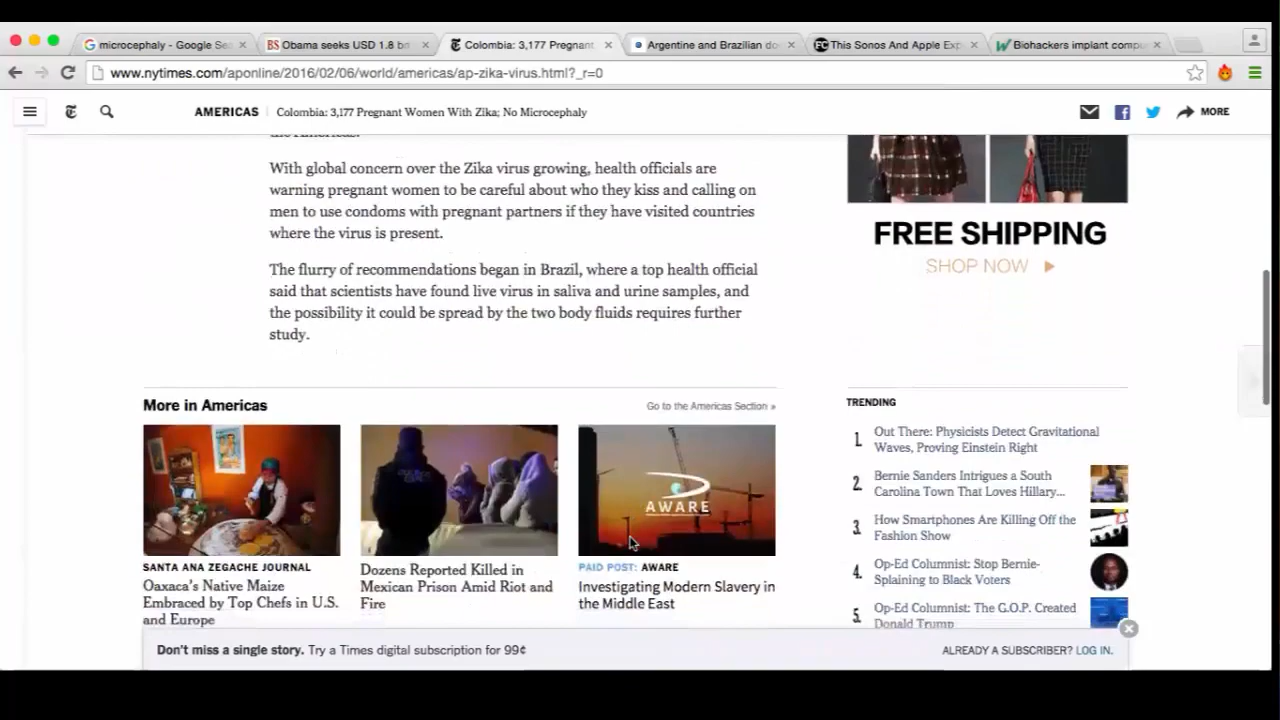 microcephaly - Google Se
Obama seeks USD 1.8 b
Colombia: 3,177 Pregnant
Argentine and Brazilian do
This Sonos And Apple Exp
Biohackers implant compu
www.nytimes.com/aponline/2016/02/06/world/americas/ap-zika-virus.html?_r=0
AMERICAS
Colombia: 3,177 Pregnant Women With Zika; No Microcephaly
MORE
the Americas.
With global concern over the Zika virus growing, health officials are
warning pregnant women to be careful about who they kiss and calling on
men to use condoms with pregnant partners if they have visited countries
where the virus is present.
The flurry of recommendations began in Brazil, where a top health official
said that scientists have found live virus in saliva and urine samples, and
the possibility it could be spread by the two body fluids requires further
study.
FREE SHIPPING
SHOP NOW
More in Americas
Go to the Americas Section »
AWARE
SANTA ANA ZEGACHE JOURNAL
Oaxaca's Native Maize
Embraced by Top Chefs in U.S.
and Europe
Dozens Reported Killed in
Mexican Prison Amid Riot and
Fire
PAID POST: AWARE
Investigating Modern Slavery in
the Middle East
TRENDING
1. Out There: Physicists Detect Gravitational
Waves, Proving Einstein Right
2. Bernie Sanders Intrigues a South
Carolina Town That Loves Hillary...
3. How Smartphones Are Killing Off the
Fashion Show
4. Op-Ed Columnist: Stop Bernie-
Splaining to Black Voters
5. Op-Ed Columnist: The G.O.P. Created
Donald Trump
Don't miss a single story. Try a Times digital subscription for 99¢
ALREADY A SUBSCRIBER? LOG IN.